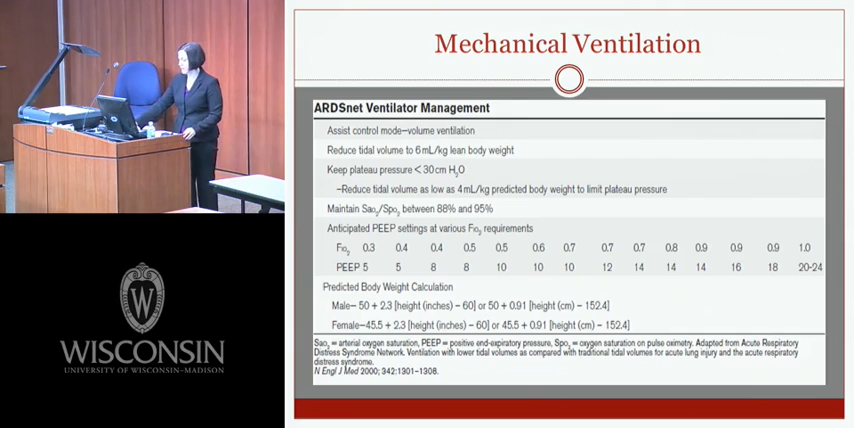 Mechanical Ventilation
ARDSnet Ventilator Management
Assist control mode–volume ventilation
Reduce tidal volume to 6 mL/kg lean body weight
Keep plateau pressure < 30 cm H₂O
–Reduce tidal volume as low as 4 mL/kg predicted body weight to limit plateau pressure
Maintain Sao₂/Spo₂ between 88% and 95%
Anticipated PEEP settings at various Fio₂ requirements
Fio₂ 0.3 0.4 0.4 0.5 0.5 0.6 0.7 0.7 0.7 0.8 0.9 0.9 0.9 1.0
PEEP 5 5 8 8 10 10 10 12 14 14 14 16 18 20-24
Predicted Body Weight Calculation
Male– 50 + 2.3 [height (inches) – 60] or 50 + 0.91 [height (cm) – 152.4]
Female–45.5 + 2.3 [height (inches) – 60] or 45.5 + 0.91 [height (cm) – 152.4]
Sao₂ = arterial oxygen saturation, PEEP = positive end-expiratory pressure, Spo₂ = oxygen saturation on pulse oximetry. Adapted from Acute Respiratory
Distress Syndrome Network. Ventilation with lower tidal volumes as compared with traditional tidal volumes for acute lung injury and the acute respiratory
distress syndrome.
N Engl J Med 2000; 342:1301–1308.
W
WISCONSIN
UNIVERSITY OF WISCONSIN–MADISON